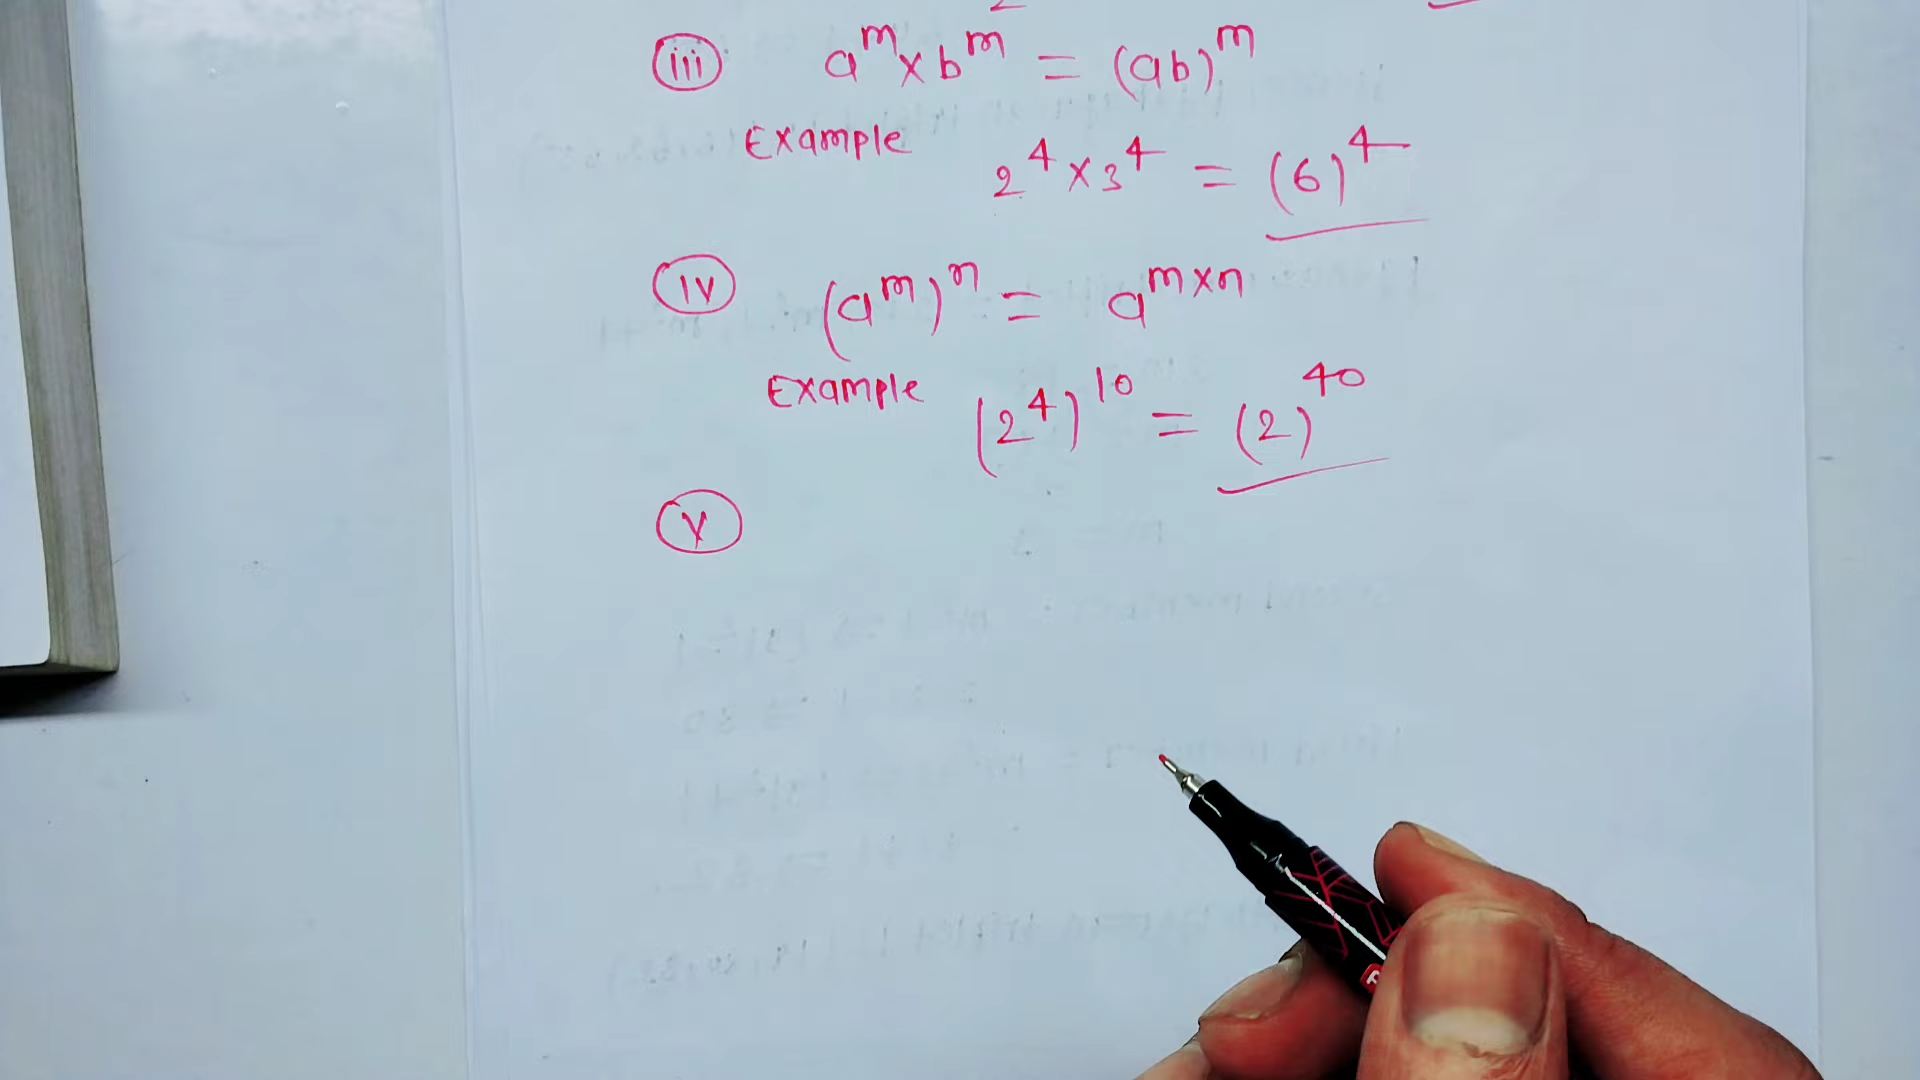 (iii) a^m × b^m = (ab)^m
Example
2^4 × 3^4 = (6)^4
(iv) (a^m)^n = a^(m×n)
Example (2^4)^10 = (2)^40
(v)